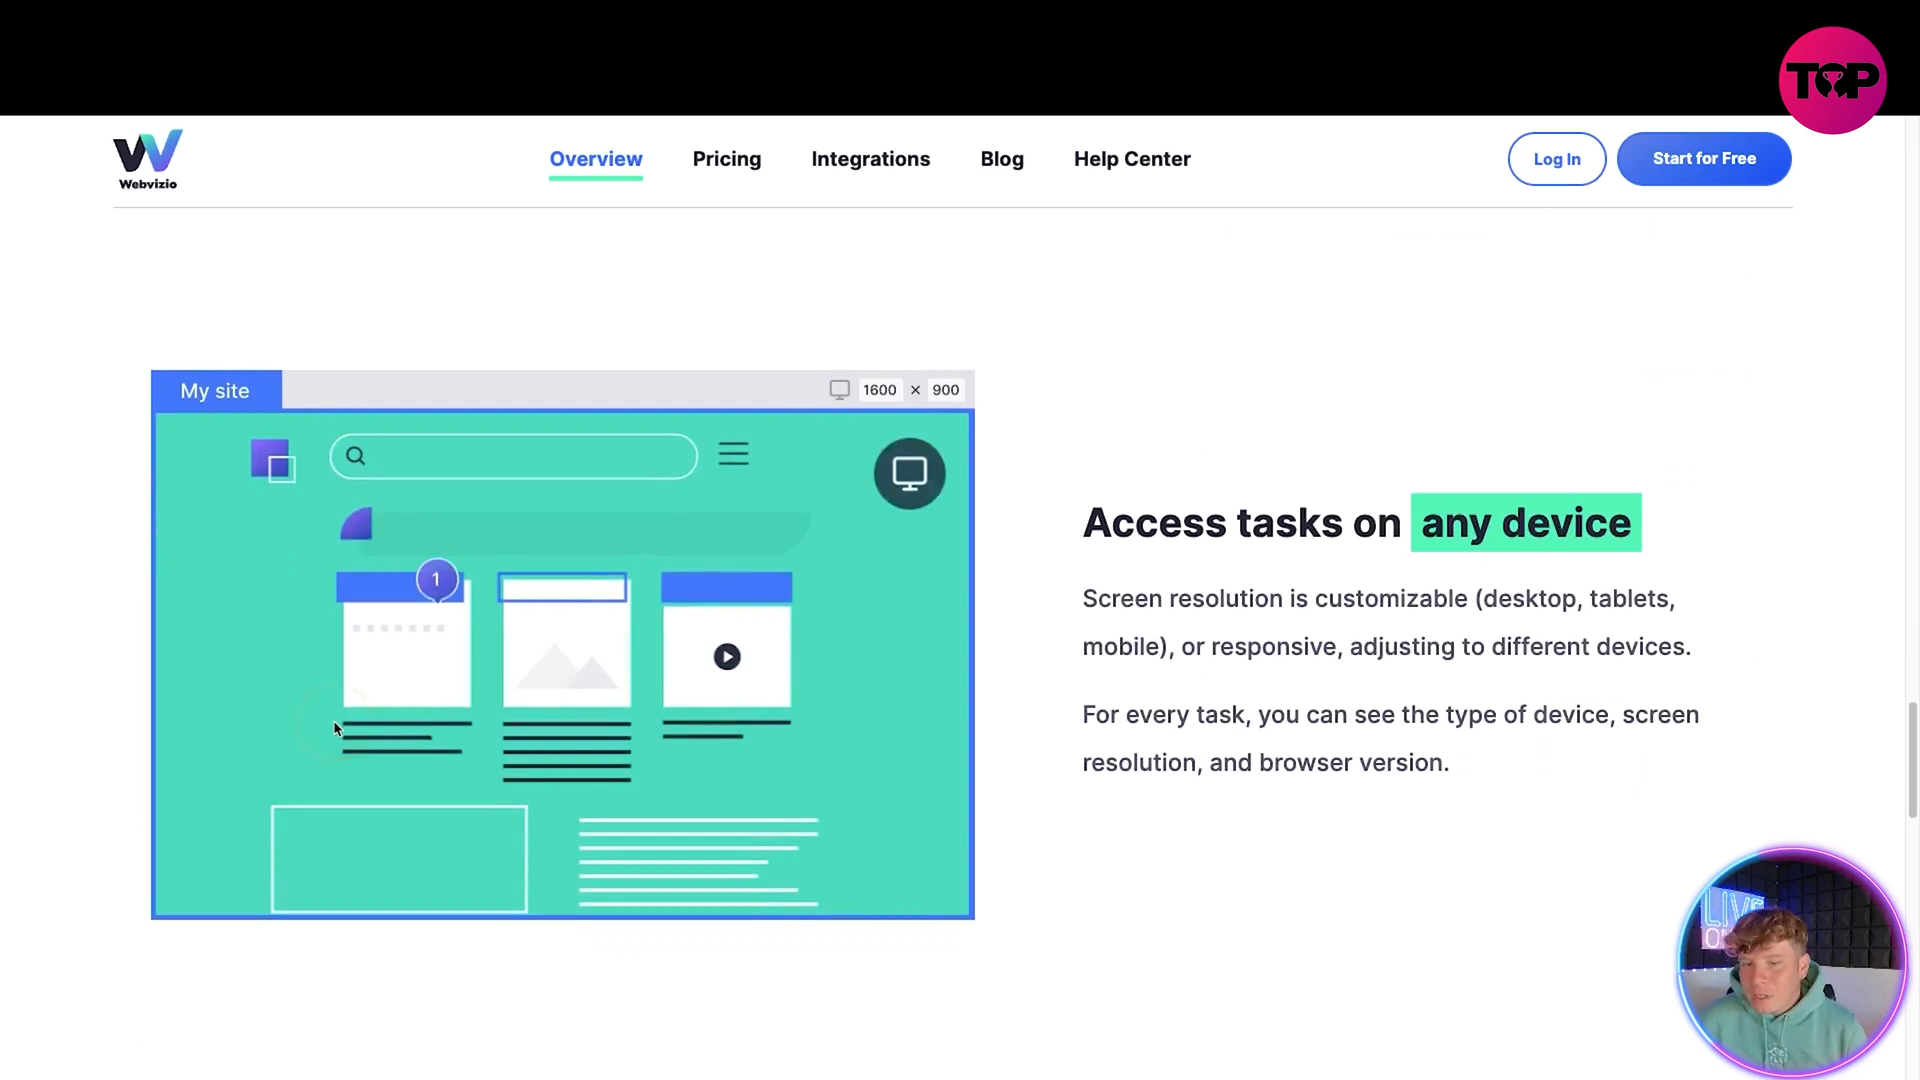 TOP
Webvizio
Overview
Pricing
Integrations
Blog
Help Center
Log In
Start for Free
My site
1600 × 900
1
Access tasks on any device
Screen resolution is customizable (desktop, tablets,
mobile), or responsive, adjusting to different devices.
For every task, you can see the type of device, screen
resolution, and browser version.
LIVE